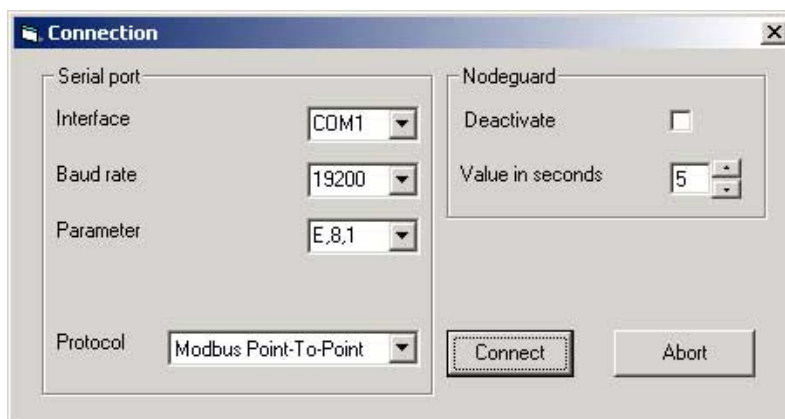 Connection
Serial port
Interface
COM1
Baud rate
19200
Parameter
E,8,1
Protocol
Modbus Point-To-Point
Nodeguard
Deactivate
Value in seconds
5
Connect
Abort